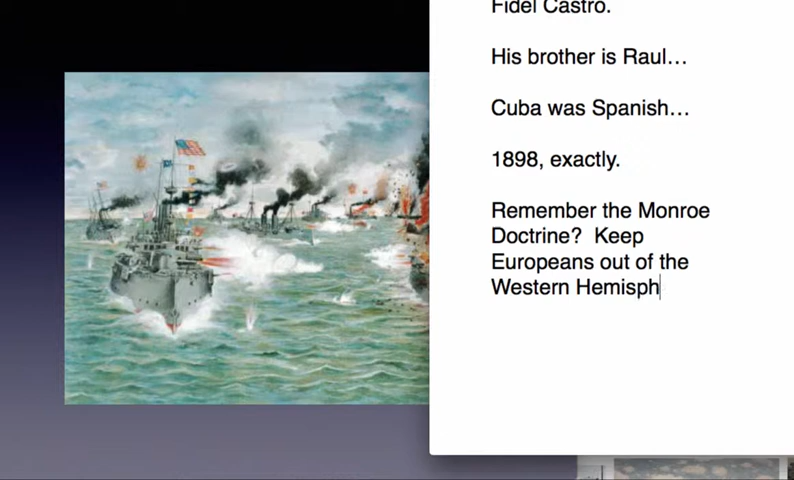 Fidel Castro.
His brother is Raul…
Cuba was Spanish…
1898, exactly.
Remember the Monroe
Doctrine?  Keep
Europeans out of the
Western Hemisph